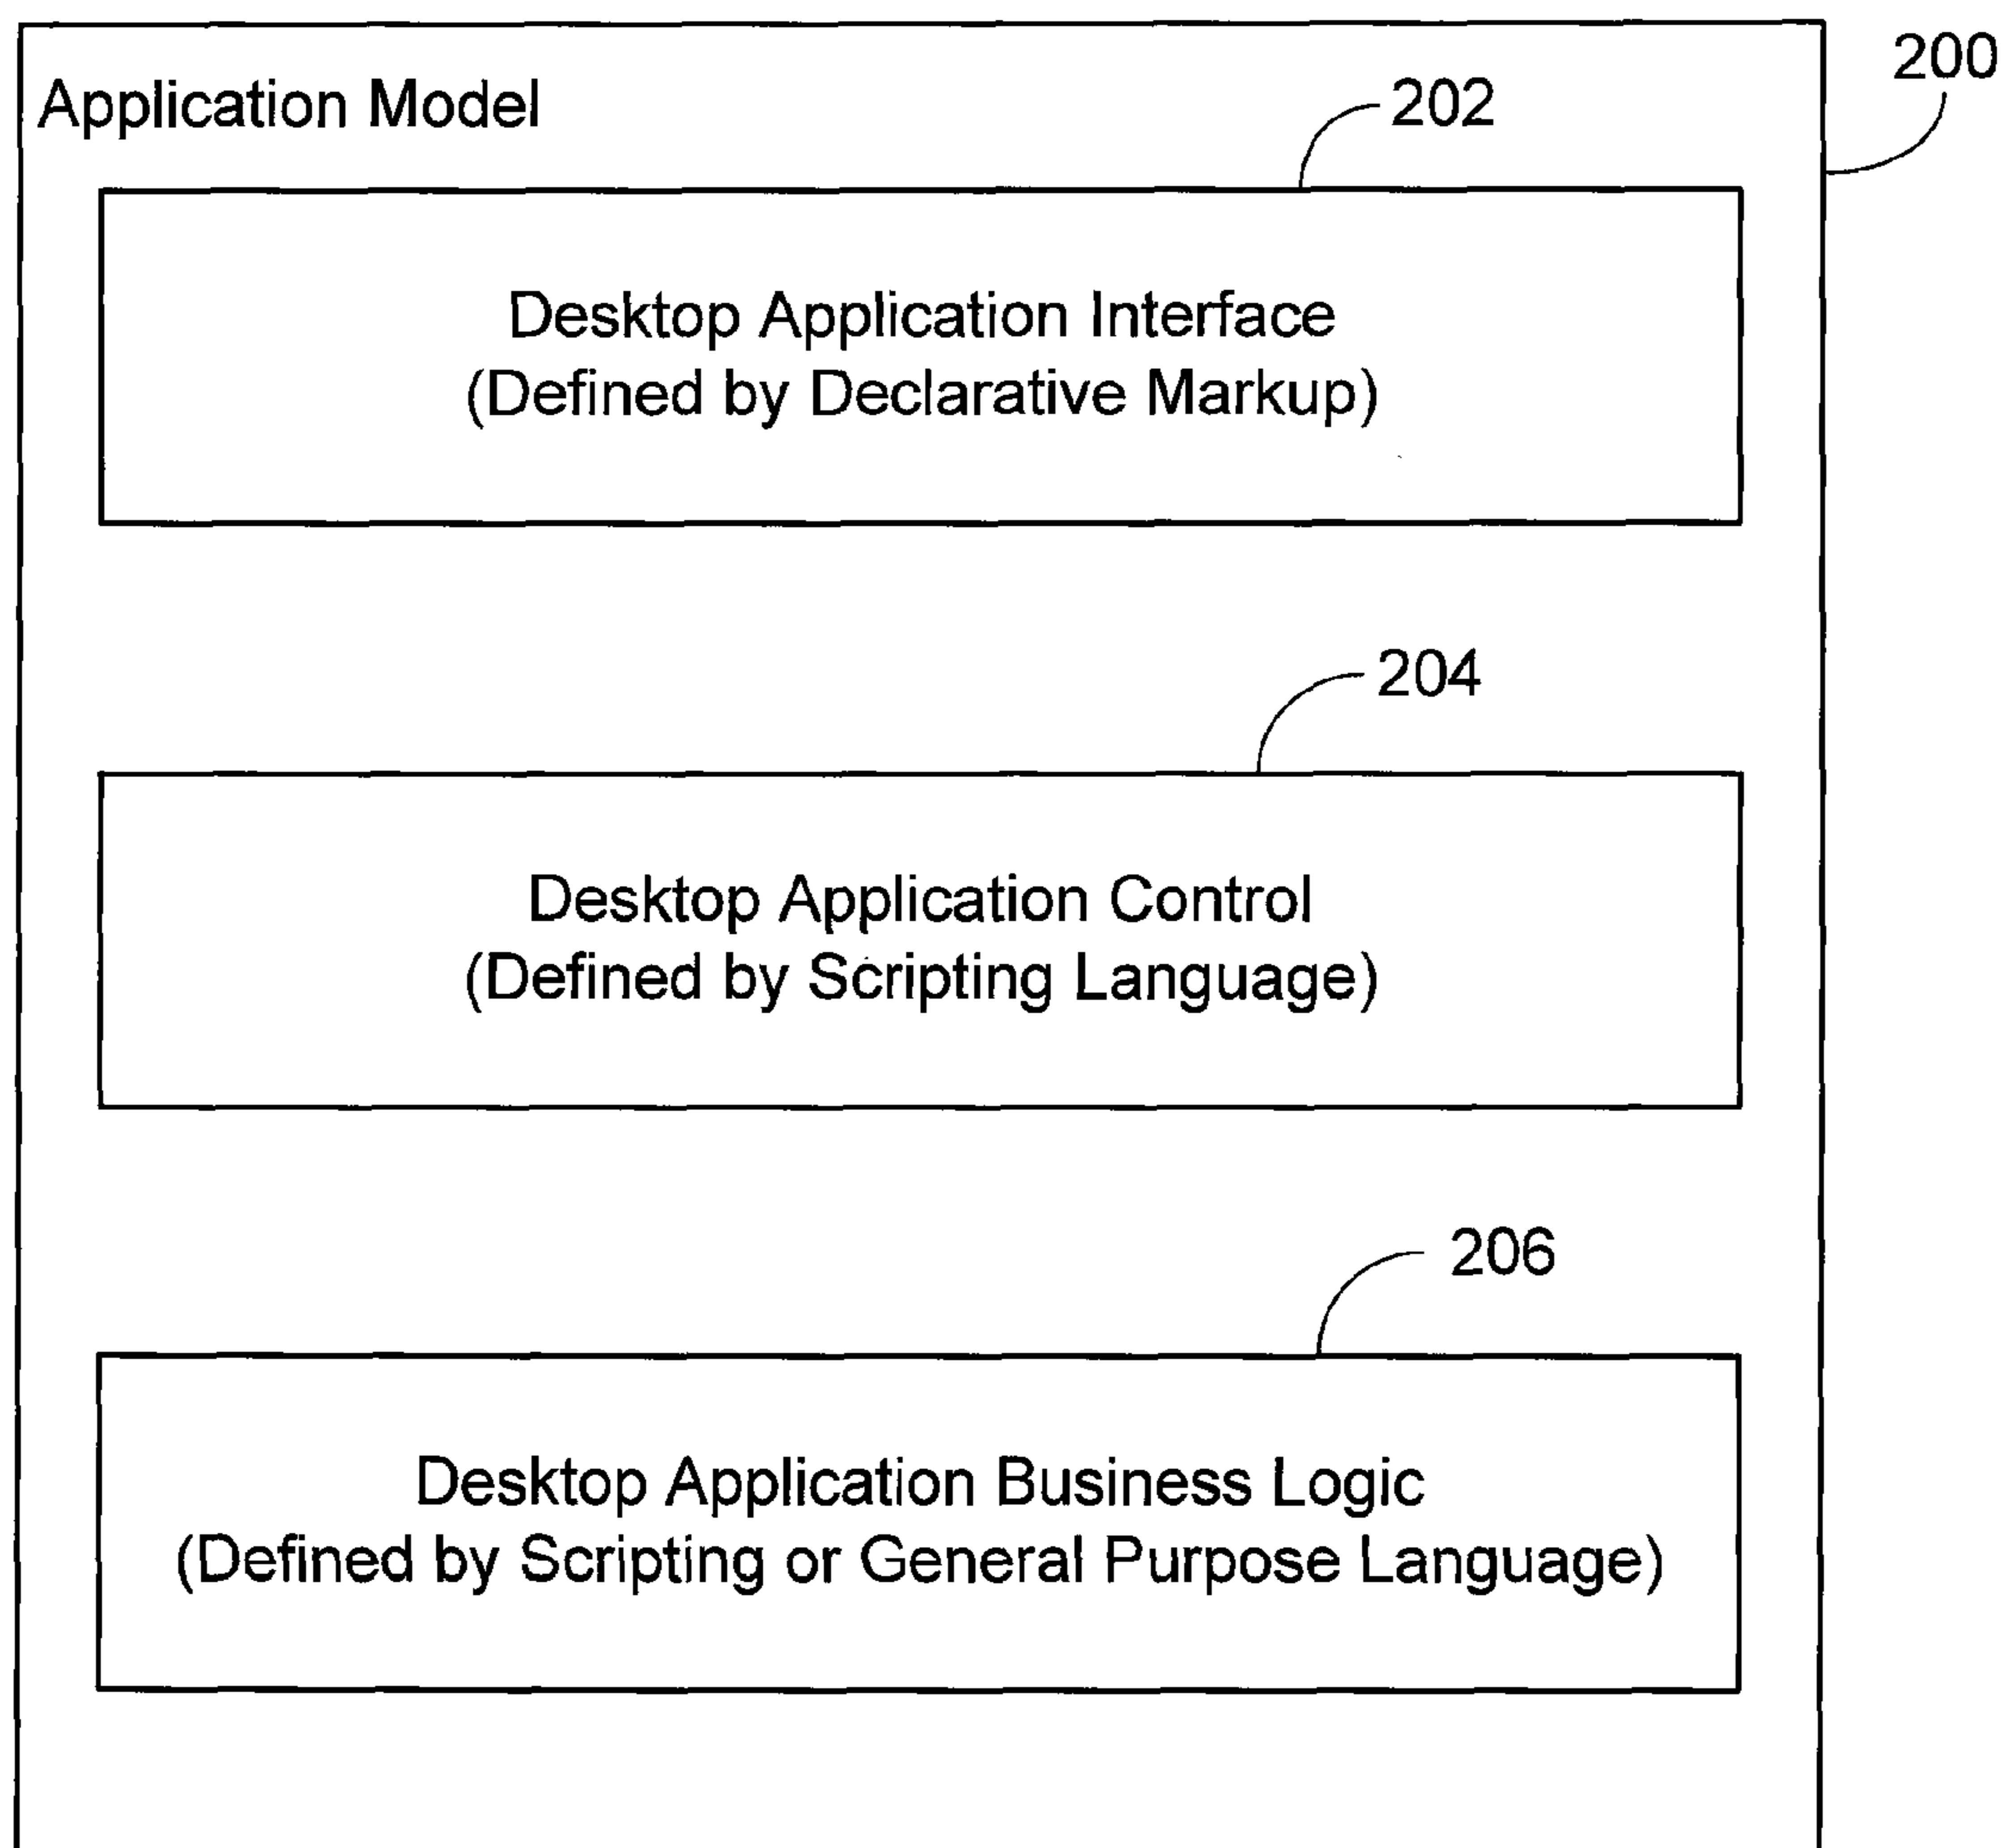 200
Application Model
202
Desktop Application Interface
(Defined by Declarative Markup)
204
Desktop Application Control
(Defined by Scripting Language)
206
Desktop Application Business Logic
(Defined by Scripting or General Purpose Language)